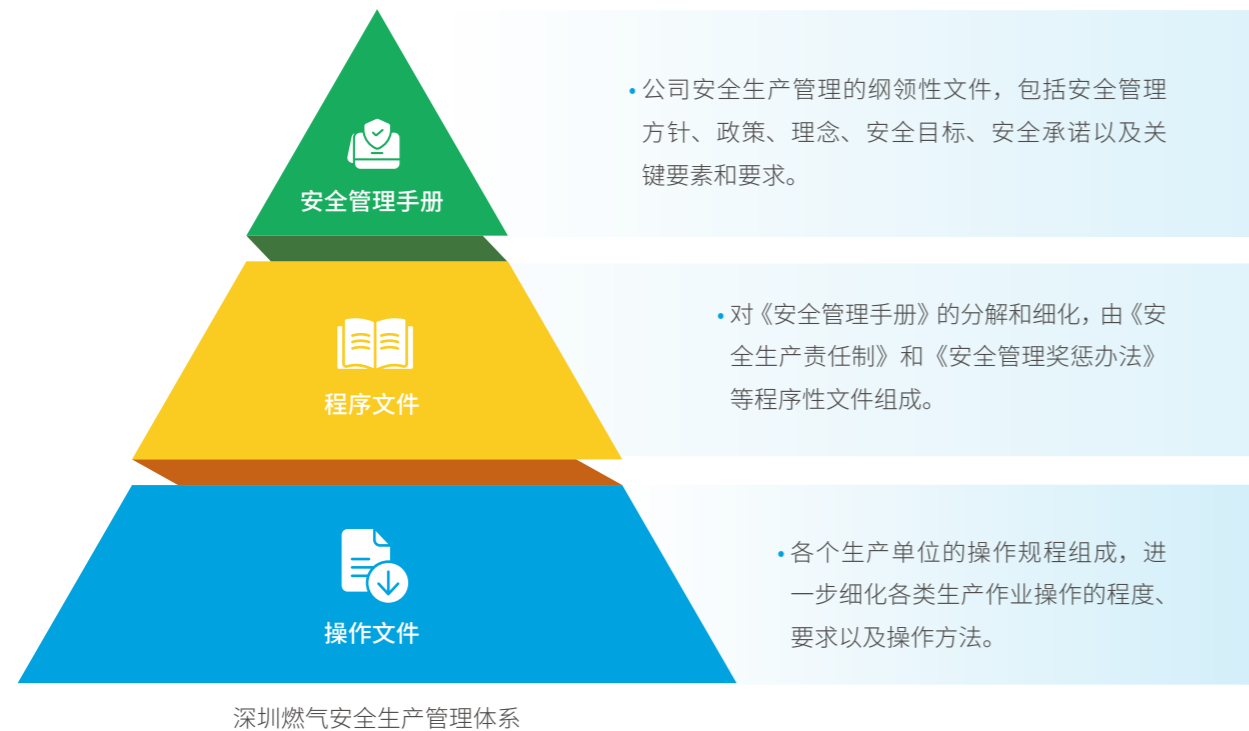 安全管理手册
• 公司安全生产管理的纲领性文件，包括安全管理
方针、政策、理念、安全目标、安全承诺以及关
键要素和要求。
程序文件
• 对《安全管理手册》的分解和细化，由《安
全生产责任制》和《安全管理奖惩办法》
等程序性文件组成。
操作文件
• 各个生产单位的操作规程组成，进
一步细化各类生产作业操作的程度、
要求以及操作方法。
深圳燃气安全生产管理体系